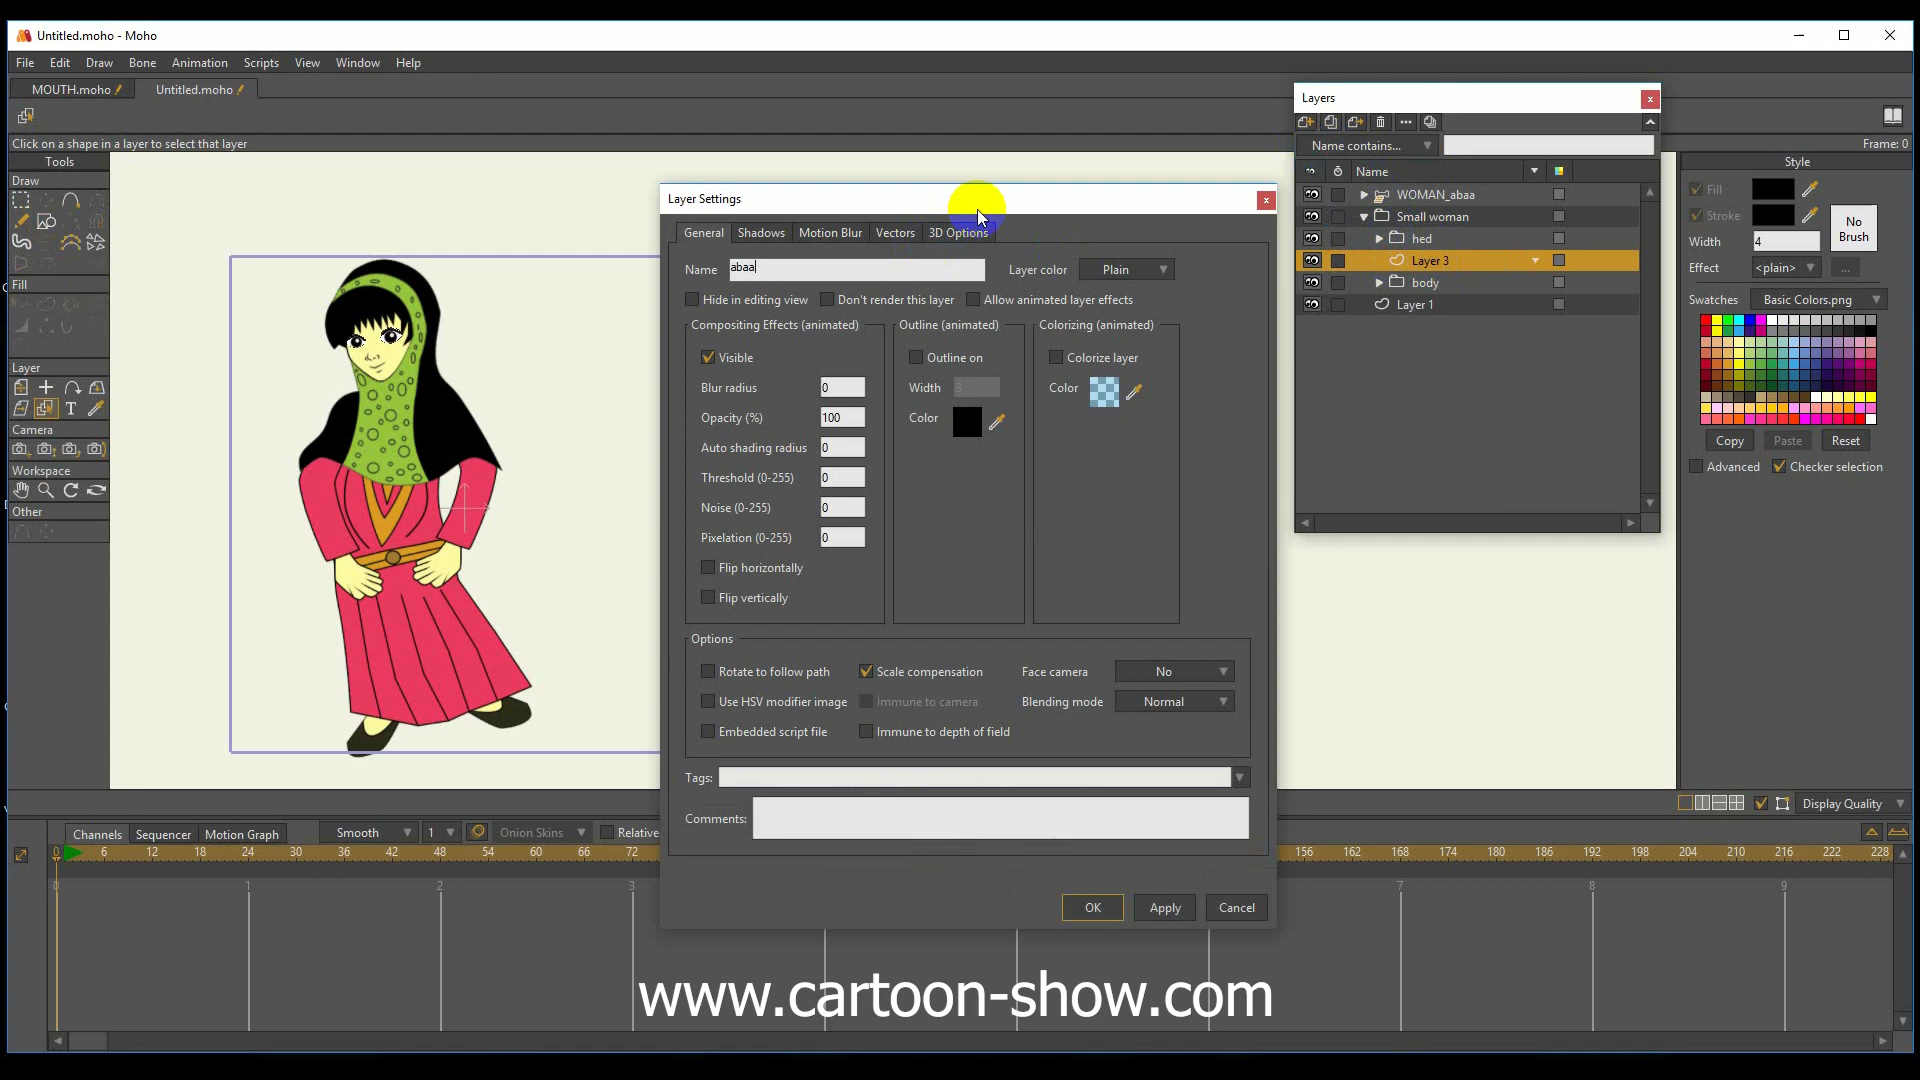 Untitled.moho - Moho
File Edit Draw Bone Animation Scripts View Window Help
MOUTH.moho Untitled.moho
Click on a shape in a layer to select that layer
Frame: 0
Tools
Draw
Fill
Layer
T
Camera
Workspace
Other
Layer Settings
General Shadows Motion Blur Vectors 3D Options
Name abaa Layer color Plain
Hide in editing view Don't render this layer Allow animated layer effects
Compositing Effects (animated) Outline (animated) Colorizing (animated)
Visible Outline on Colorize layer
Blur radius 0 Width Color
Opacity (%) 100 Color
Auto shading radius 0
Threshold (0-255) 0
Noise (0-255) 0
Pixelation (0-255) 0
Flip horizontally
Flip vertically
Options
Rotate to follow path Scale compensation Face camera No
Use HSV modifier image Immune to camera Blending mode Normal
Embedded script file Immune to depth of field
Tags:
Comments:
OK Apply Cancel
Layers
Name contains...
Name
WOMAN_abaa
Small woman
hed
Layer 3
body
Layer 1
Style
Fill
Stroke
No Brush
Width 4
Effect <plain> ...
Swatches Basic Colors.png
Copy Paste Reset
Advanced Checker selection
Display Quality
Channels Sequencer Motion Graph Smooth 1 Onion Skins Relative
0 6 12 18 24 30 36 42 48 54 60 66 72 156 162 168 174 180 186 192 198 204 210 216 222 228
0 1 2 3 7 8 9
www.cartoon-show.com